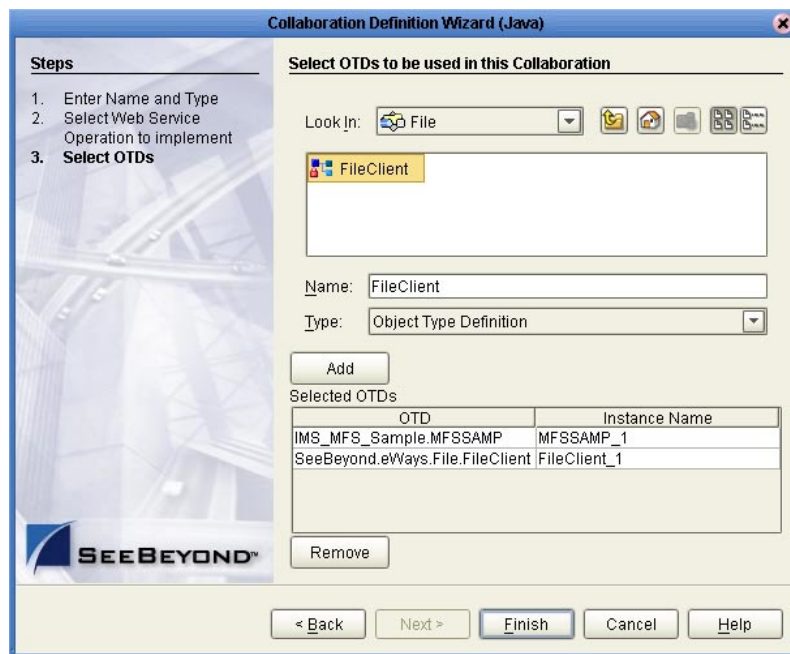 Collaboration Definition Wizard (Java)
Steps
1. Enter Name and Type
2. Select Web Service
Operation to implement
3. Select OTDs
Select OTDs to be used in this Collaboration
Look In: File
FileClient
Name: FileClient
Type: Object Type Definition
Add
Selected OTDs
OTD Instance Name
IMS_MFS_Sample.MFSSAMP MFSSAMP_1
SeeBeyond.eWays.File.FileClient FileClient_1
Remove
SEEBEYOND™
< Back Next > Finish Cancel Help